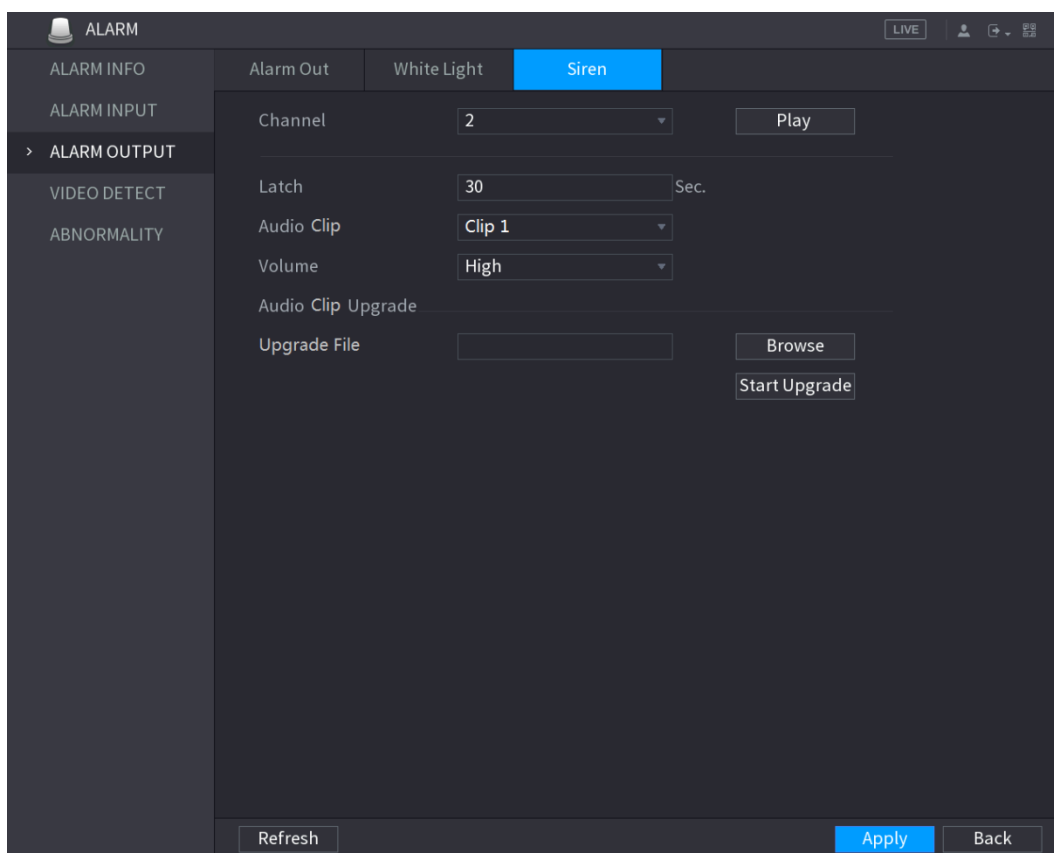 ALARM
LIVE
ALARM INFO
ALARM INPUT
> ALARM OUTPUT
VIDEO DETECT
ABNORMALITY
Alarm Out White Light Siren
Channel 2 Play
Latch 30 Sec.
Audio Clip Clip 1
Volume High
Audio Clip Upgrade
Upgrade File Browse
Start Upgrade
Refresh Apply Back